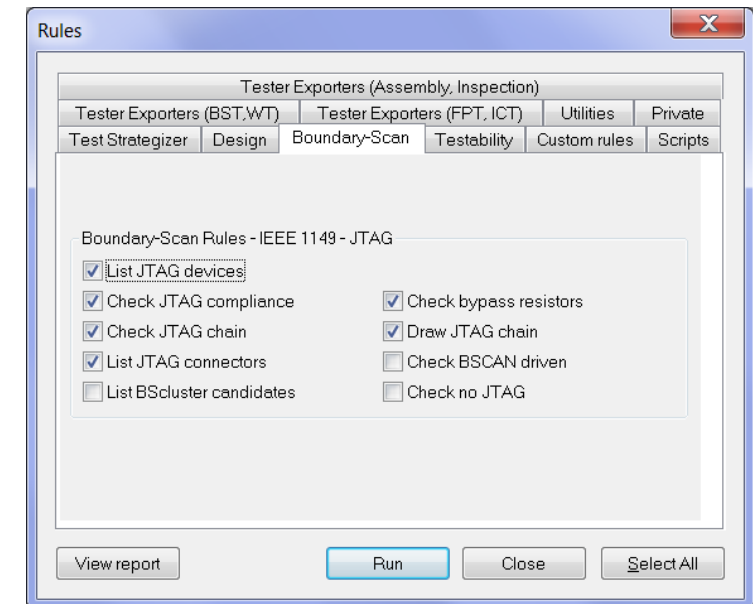 Rules
Tester Exporters (Assembly, Inspection)
Tester Exporters (BST,WT) Tester Exporters (FPT, ICT) Utilities Private
Test Strategizer Design Boundary-Scan Testability Custom rules Scripts
Boundary-Scan Rules - IEEE 1149 - JTAG
List JTAG devices
Check JTAG compliance Check bypass resistors
Check JTAG chain Draw JTAG chain
List JTAG connectors Check BSCAN driven
List BScluster candidates Check no JTAG
View report Run Close Select All